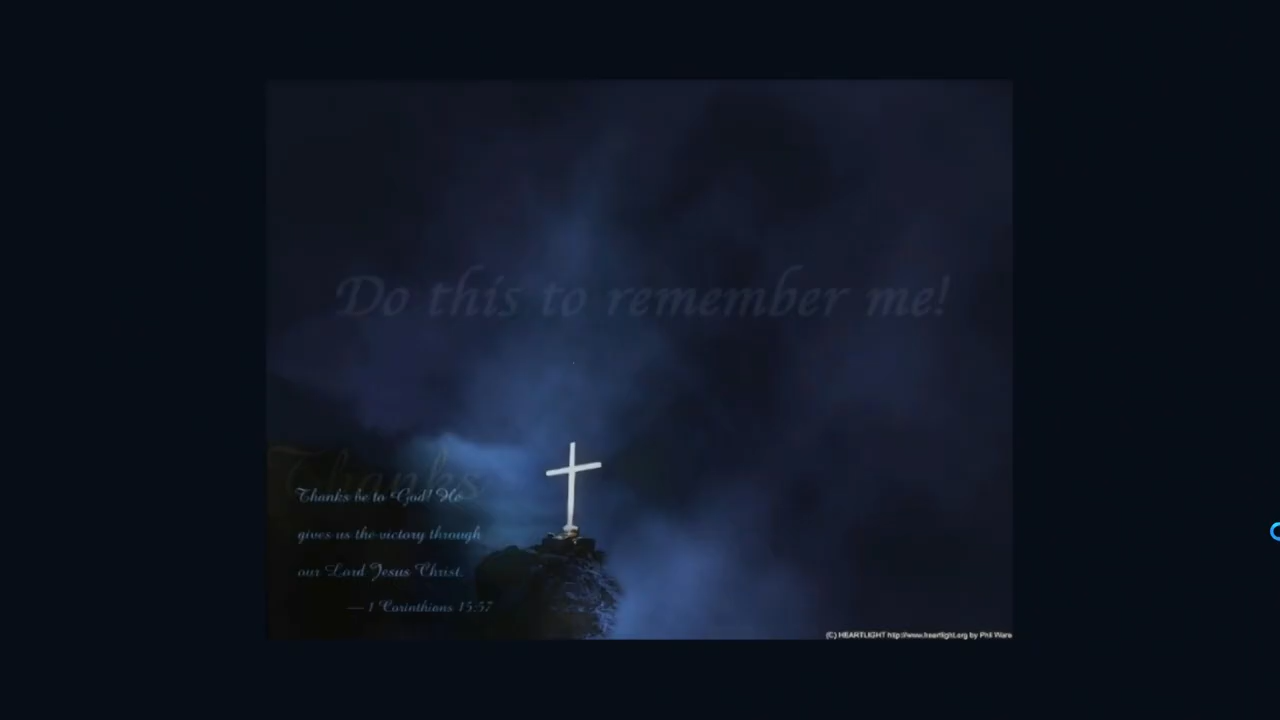 Do this to remember me!
Thanks
Thanks be to God! He
gives us the victory through
our Lord Jesus Christ.
— 1 Corinthians 15:57
(C) HEARTLIGHT http://www.heartlight.org by Phil Ware